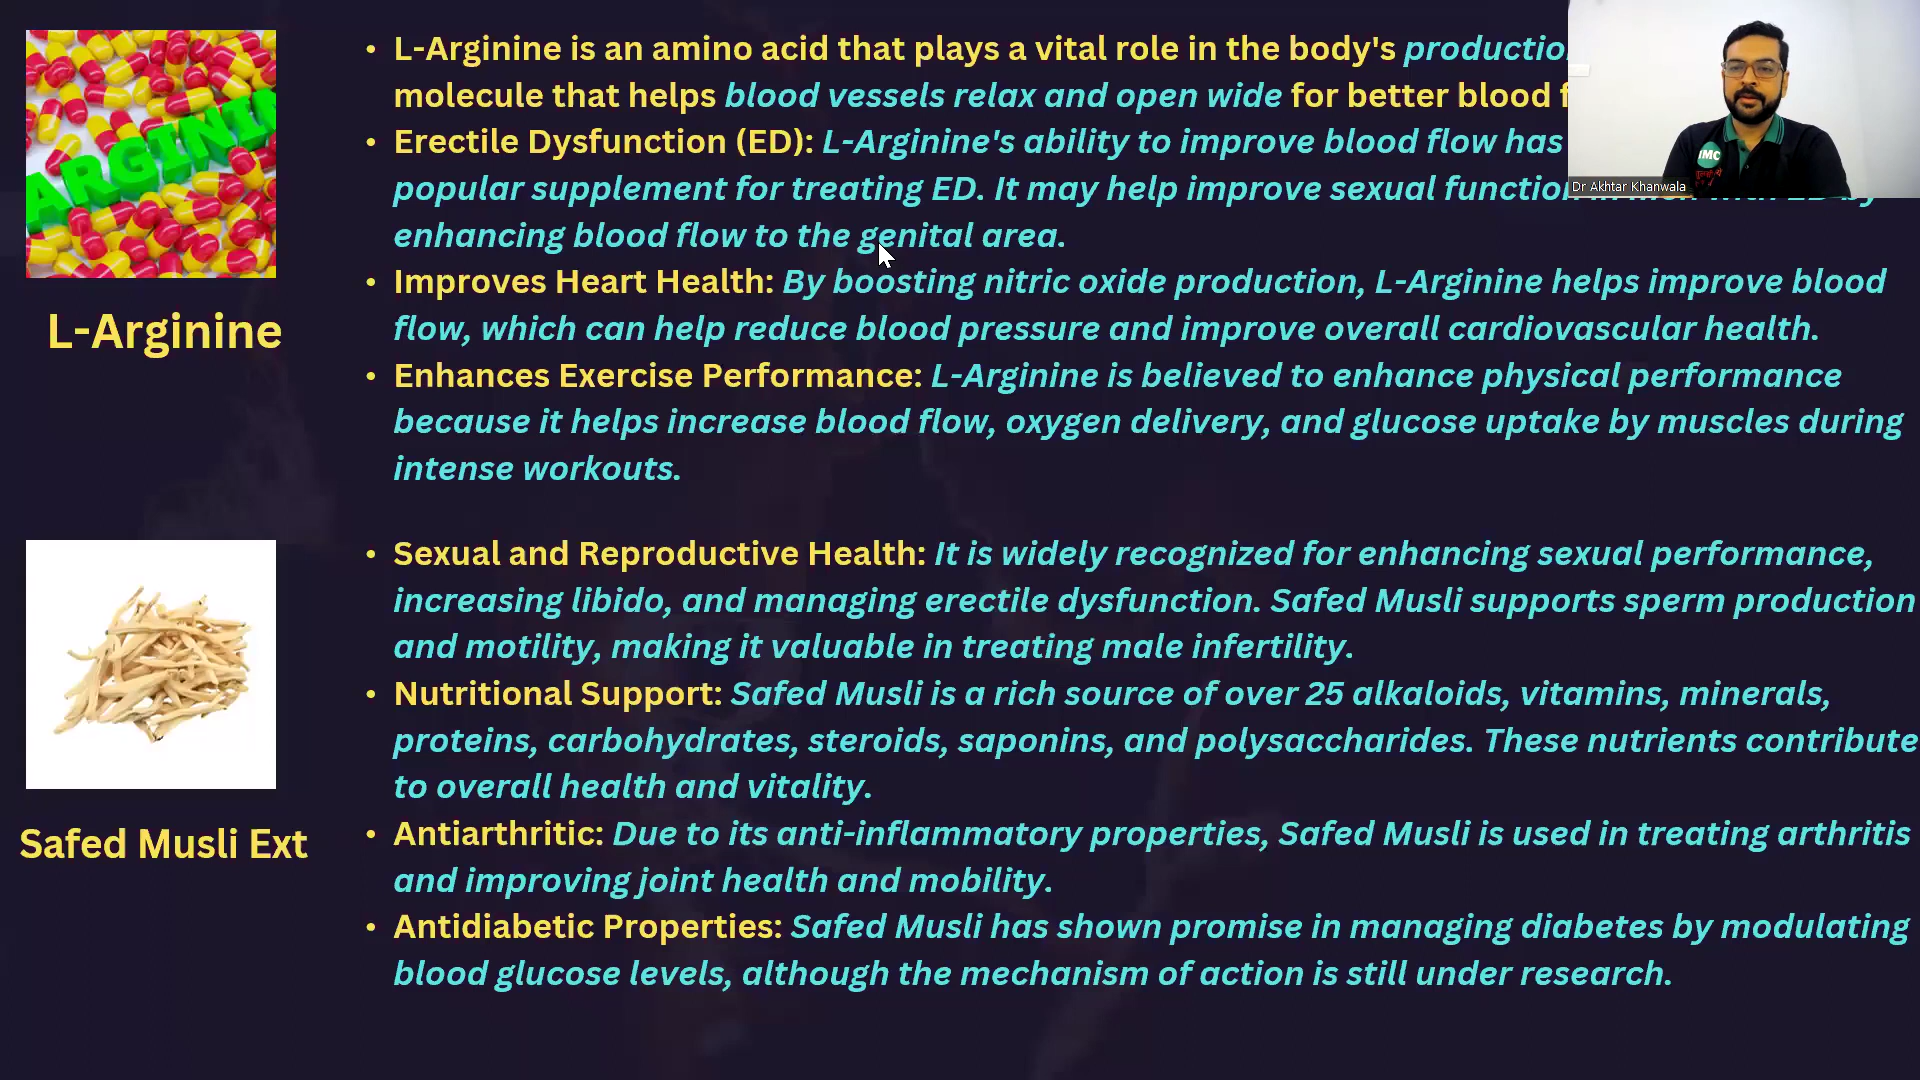 ARGININ
L-Arginine
• L-Arginine is an amino acid that plays a vital role in the body's
molecule that helps blood vessels relax and open wide for better blood
• Erectile Dysfunction (ED): L-Arginine's ability to improve blood flow has
popular supplement for treating ED. It may help improve sexual function
enhancing blood flow to the genital area.
• Improves Heart Health: By boosting nitric oxide production, L-Arginine helps improve blood
flow, which can help reduce blood pressure and improve overall cardiovascular health.
• Enhances Exercise Performance: L-Arginine is believed to enhance physical performance
because it helps increase blood flow, oxygen delivery, and glucose uptake by muscles during
intense workouts.
IMC
Dr Akhtar Khanwala
Safed Musli Ext
• Sexual and Reproductive Health: It is widely recognized for enhancing sexual performance,
increasing libido, and managing erectile dysfunction. Safed Musli supports sperm production
and motility, making it valuable in treating male infertility.
• Nutritional Support: Safed Musli is a rich source of over 25 alkaloids, vitamins, minerals,
proteins, carbohydrates, steroids, saponins, and polysaccharides. These nutrients contribute
to overall health and vitality.
• Antiarthritic: Due to its anti-inflammatory properties, Safed Musli is used in treating arthritis
and improving joint health and mobility.
• Antidiabetic Properties: Safed Musli has shown promise in managing diabetes by modulating
blood glucose levels, although the mechanism of action is still under research.